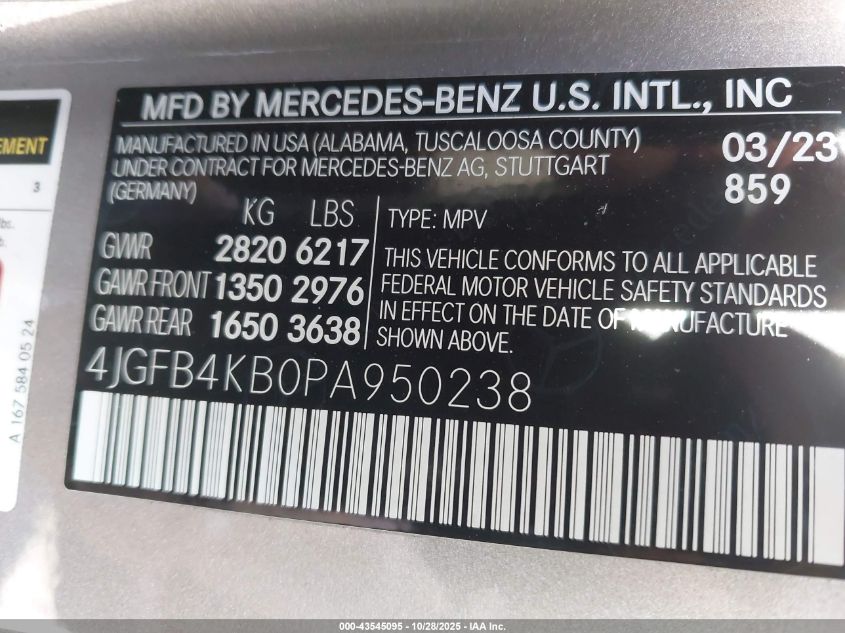 MFD BY MERCEDES-BENZ U.S. INTL., INC
MANUFACTURED IN USA (ALABAMA, TUSCALOOSA COUNTY)
UNDER CONTRACT FOR MERCEDES-BENZ AG, STUTTGART
(GERMANY)
03/23
859
KG LBS
GVWR 2820 6217
GAWR FRONT 1350 2976
GAWR REAR 1650 3638
TYPE: MPV
THIS VEHICLE CONFORMS TO ALL APPLICABLE
FEDERAL MOTOR VEHICLE SAFETY STANDARDS
IN EFFECT ON THE DATE OF MANUFACTURE
SHOWN ABOVE.
4JGFB4KB0PA950238
EMENT
3
lbs.
b.
A 167 584 05 24
000-43545095 - 10/28/2025 - IAA Inc.